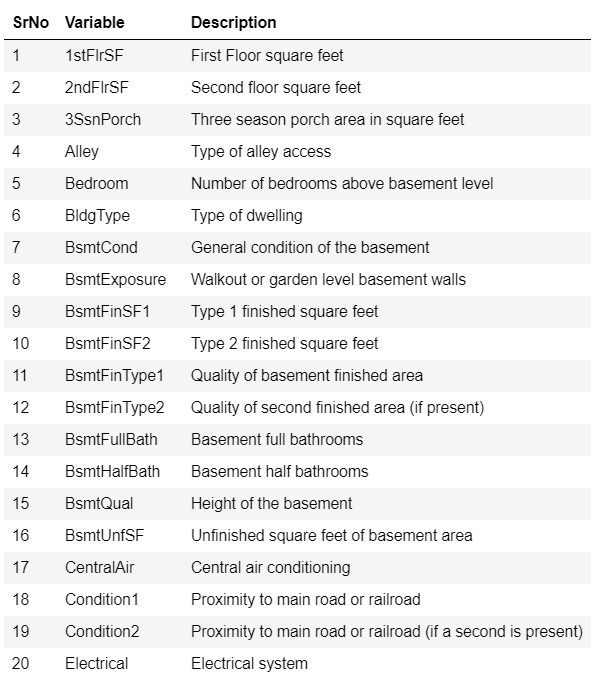 SrNo Variable Description
1 1stFlrSF First Floor square feet
2 2ndFlrSF Second floor square feet
3 3SsnPorch Three season porch area in square feet
4 Alley Type of alley access
5 Bedroom Number of bedrooms above basement level
6 BldgType Type of dwelling
7 BsmtCond General condition of the basement
8 BsmtExposure Walkout or garden level basement walls
9 BsmtFinSF1 Type 1 finished square feet
10 BsmtFinSF2 Type 2 finished square feet
11 BsmtFinType1 Quality of basement finished area
12 BsmtFinType2 Quality of second finished area (if present)
13 BsmtFullBath Basement full bathrooms
14 BsmtHalfBath Basement half bathrooms
15 BsmtQual Height of the basement
16 BsmtUnfSF Unfinished square feet of basement area
17 CentralAir Central air conditioning
18 Condition1 Proximity to main road or railroad
19 Condition2 Proximity to main road or railroad (if a second is present)
20 Electrical Electrical system